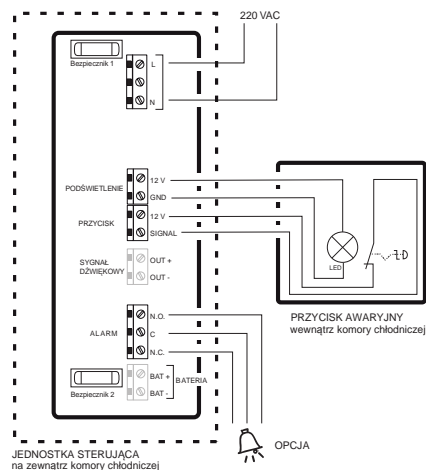 220 VAC
Bezpiecznik 1
L
N
PODŚWIETLENIE
12 V
GND
PRZYCISK
12 V
SIGNAL
SYGNAŁ
DŹWIĘKOWY
OUT +
OUT -
LED
PRZYCISK AWARYJNY
wewnątrz komory chłodniczej
ALARM
N.O.
C
N.C.
BAT +
BAT -
BATERIA
Bezpiecznik 2
OPCJA
JEDNOSTKA STERUJĄCA
na zewnątrz komory chłodniczej